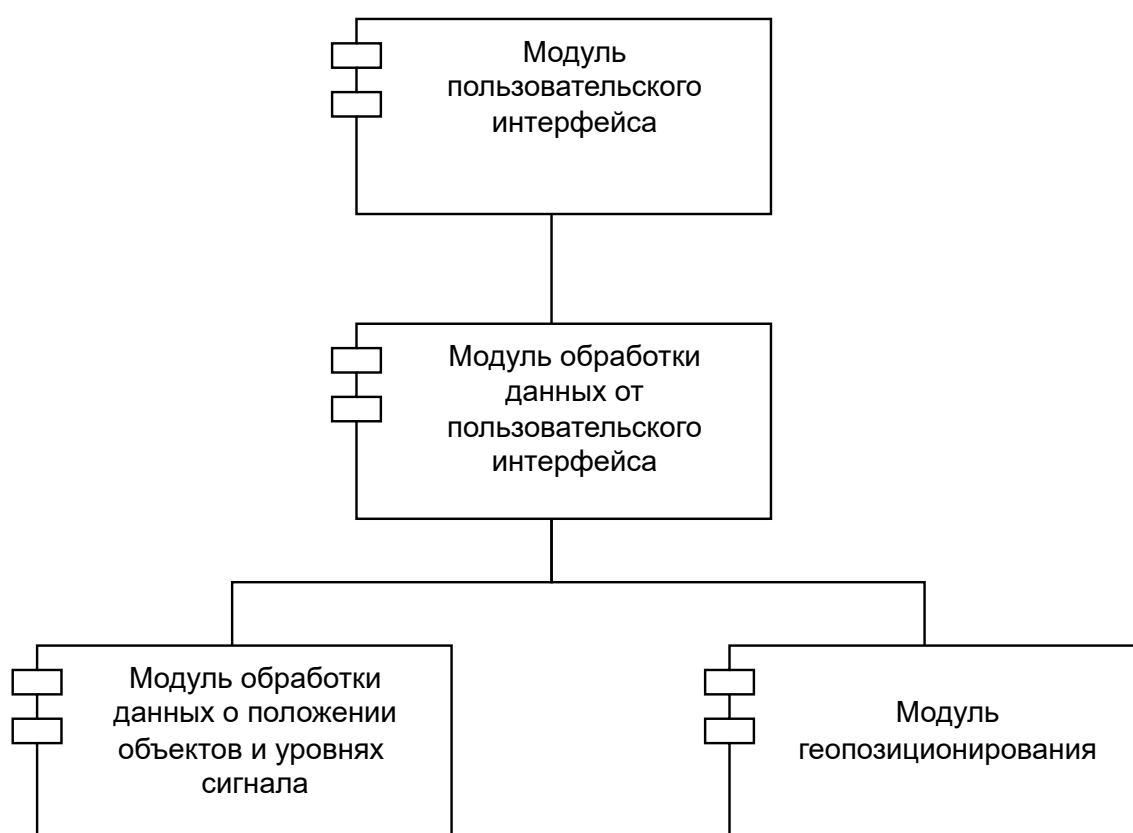 Модуль
пользовательского
интерфейса
Модуль обработки
данных от
пользовательского
интерфейса
Модуль обработки
данных о положении
объектов и уровнях
сигнала
Модуль
геопозиционирования